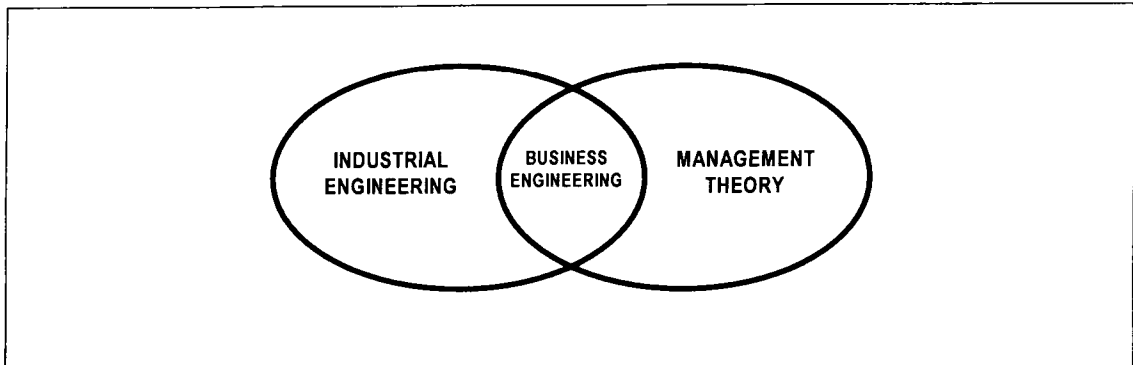 INDUSTRIAL
ENGINEERING
BUSINESS
ENGINEERING
MANAGEMENT
THEORY